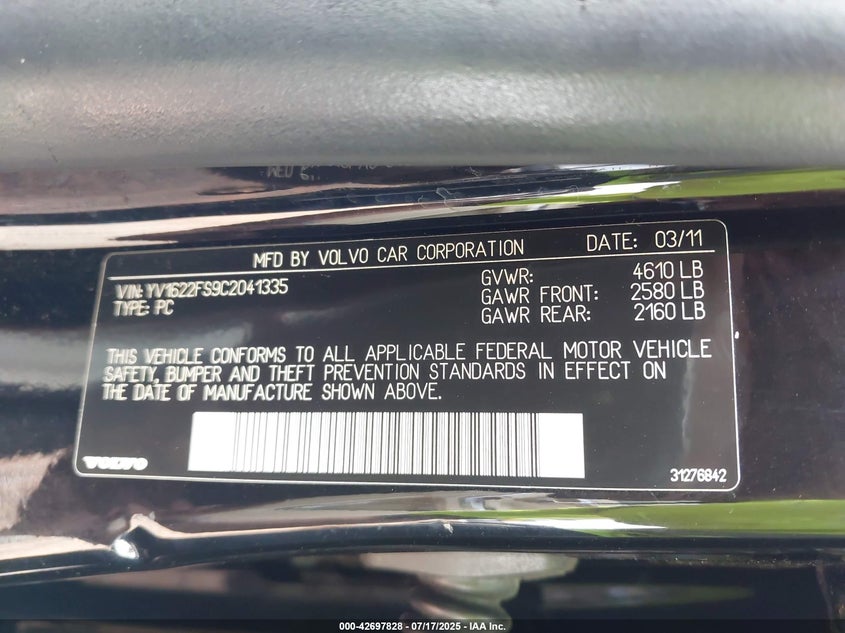 MFD BY VOLVO CAR CORPORATION DATE: 03/11
VIN: YV1622FS9C2041335
TYPE: PC
GVWR: 4610 LB
GAWR FRONT: 2580 LB
GAWR REAR: 2160 LB
THIS VEHICLE CONFORMS TO ALL APPLICABLE FEDERAL MOTOR VEHICLE
SAFETY, BUMPER AND THEFT PREVENTION STANDARDS IN EFFECT ON
THE DATE OF MANUFACTURE SHOWN ABOVE.
VOLVO
31276842
000-42697828 - 07/17/2025 - IAA Inc.